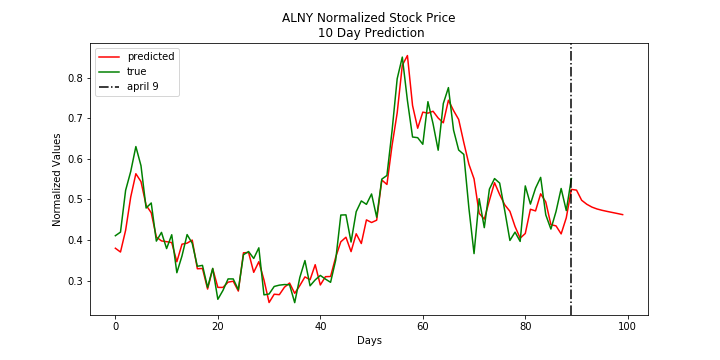 ALNY Normalized Stock Price
10 Day Prediction
predicted
true
april 9
Normalized Values
0.8
0.7
0.6
0.5
0.4
0.3
0 20 40 60 80 100
Days